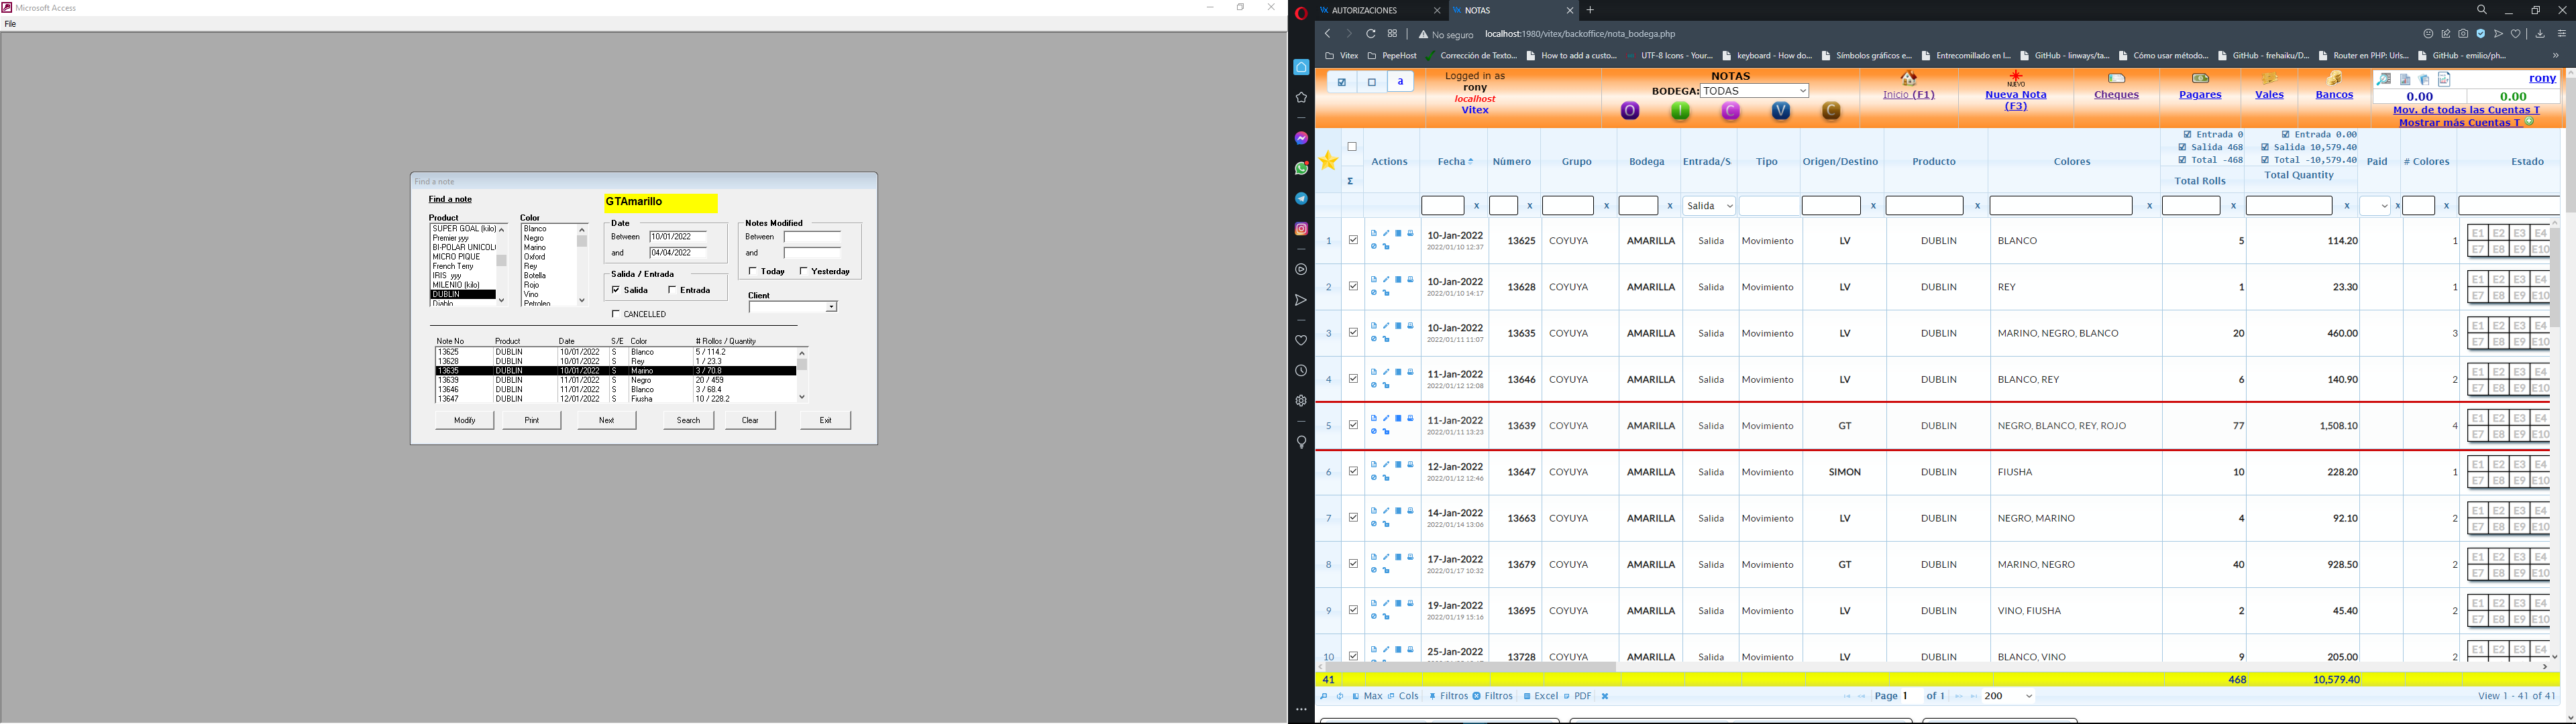 Microsoft Access
File
Find a note
Find a note
GTAmarillo
Product
Color
SUPER GOAL (kilo)
Premier yyy
BI-POLAR UNICOL
MICRO PIQUE
French Terry
IRIS yyy
MILENIO (kilo)
DUBLIN
Diablo
Blanco
Negro
Marino
Oxford
Rey
Botella
Rojo
Vino
Petroleo
Date
Between 10/01/2022
and 04/04/2022
Salida / Entrada
Salida Entrada
CANCELLED
Notes Modified
Between
and
Today Yesterday
Client
Note No Product Date S/E Color # Rollos / Quantity
13625 DUBLIN 10/01/2022 S Blanco 5 / 114.2
13628 DUBLIN 10/01/2022 S Rey 1 / 23.3
13635 DUBLIN 10/01/2022 S Marino 3 / 70.8
13639 DUBLIN 11/01/2022 S Negro 20 / 459
13646 DUBLIN 11/01/2022 S Blanco 3 / 68.4
13647 DUBLIN 12/01/2022 S Fiusha 10 / 228.2
Modify Print Next Search Clear Exit
AUTORIZACIONES NOTAS
No seguro localhost:1980/vitex/backoffice/nota_bodega.php
Vitex PepeHost Corrección de Texto... How to add a custo... UTF-8 Icons - Your... keyboard - How do... Símbolos gráficos e... Entrecomillado en l... GitHub - linways/ta... Cómo usar método... GitHub - frehaiku/D... Router en PHP: Urls... GitHub - emilio/ph...
a
Logged in as
rony
localhost
Vitex
NOTAS
BODEGA: TODAS
O I C V C
Inicio (F1)
NUEVO
Nueva Nota
(F3)
Cheques
Pagares
Vales
Bancos
rony
0.00 0.00
Mov. de todas las Cuentas T
Mostrar más Cuentas T
Entrada 0 Entrada 0.00
Salida 468 Salida 10,579.40
Total -468 Total -10,579.40
Σ Actions Fecha Número Grupo Bodega Entrada/S Tipo Origen/Destino Producto Colores Total Rolls Total Quantity Paid # Colores Estado
x x x x Salida x x x x x x x
1 10-Jan-2022 13625 COYUYA AMARILLA Salida Movimiento LV DUBLIN BLANCO 5 114.20 1 E1 E2 E3 E4
2022/01/10 12:37 E7 E8 E9 E10
2 10-Jan-2022 13628 COYUYA AMARILLA Salida Movimiento LV DUBLIN REY 1 23.30 1 E1 E2 E3 E4
2022/01/10 14:17 E7 E8 E9 E10
3 10-Jan-2022 13635 COYUYA AMARILLA Salida Movimiento LV DUBLIN MARINO, NEGRO, BLANCO 20 460.00 3 E1 E2 E3 E4
2022/01/11 11:07 E7 E8 E9 E10
4 11-Jan-2022 13646 COYUYA AMARILLA Salida Movimiento LV DUBLIN BLANCO, REY 6 140.90 2 E1 E2 E3 E4
2022/01/12 12:08 E7 E8 E9 E10
5 11-Jan-2022 13639 COYUYA AMARILLA Salida Movimiento GT DUBLIN NEGRO, BLANCO, REY, ROJO 77 1,508.10 4 E1 E2 E3 E4
2022/01/11 13:23 E7 E8 E9 E10
6 12-Jan-2022 13647 COYUYA AMARILLA Salida Movimiento SIMON DUBLIN FIUSHA 10 228.20 1 E1 E2 E3 E4
2022/01/12 12:46 E7 E8 E9 E10
7 14-Jan-2022 13663 COYUYA AMARILLA Salida Movimiento LV DUBLIN NEGRO, MARINO 4 92.10 2 E1 E2 E3 E4
2022/01/14 13:06 E7 E8 E9 E10
8 17-Jan-2022 13679 COYUYA AMARILLA Salida Movimiento GT DUBLIN MARINO, NEGRO 40 928.50 2 E1 E2 E3 E4
2022/01/17 10:32 E7 E8 E9 E10
9 19-Jan-2022 13695 COYUYA AMARILLA Salida Movimiento LV DUBLIN VINO, FIUSHA 2 45.40 2 E1 E2 E3 E4
2022/01/19 15:16 E7 E8 E9 E10
10 25-Jan-2022 13728 COYUYA AMARILLA Salida Movimiento LV DUBLIN BLANCO, VINO 9 205.00 2 E1 E2 E3 E4
41 468 10,579.40
Max Cols Filtros Filtros Excel PDF Page 1 of 1 200 View 1 - 41 of 41